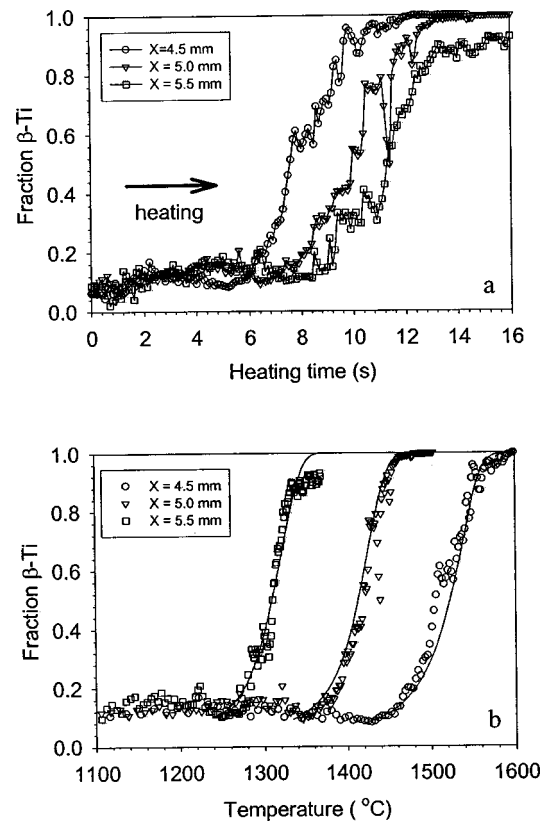 a
X=4.5 mm
X = 5.0 mm
X = 5.5 mm
heating
Fraction β-Ti
1.0
0.8
0.6
0.4
0.2
0.0
0 2 4 6 8 10 12 14 16
Heating time (s)
X = 4.5 mm
X = 5.0 mm
X = 5.5 mm
b
Fraction β-Ti
1.0
0.8
0.6
0.4
0.2
0.0
1100 1200 1300 1400 1500 1600
Temperature ( °C)